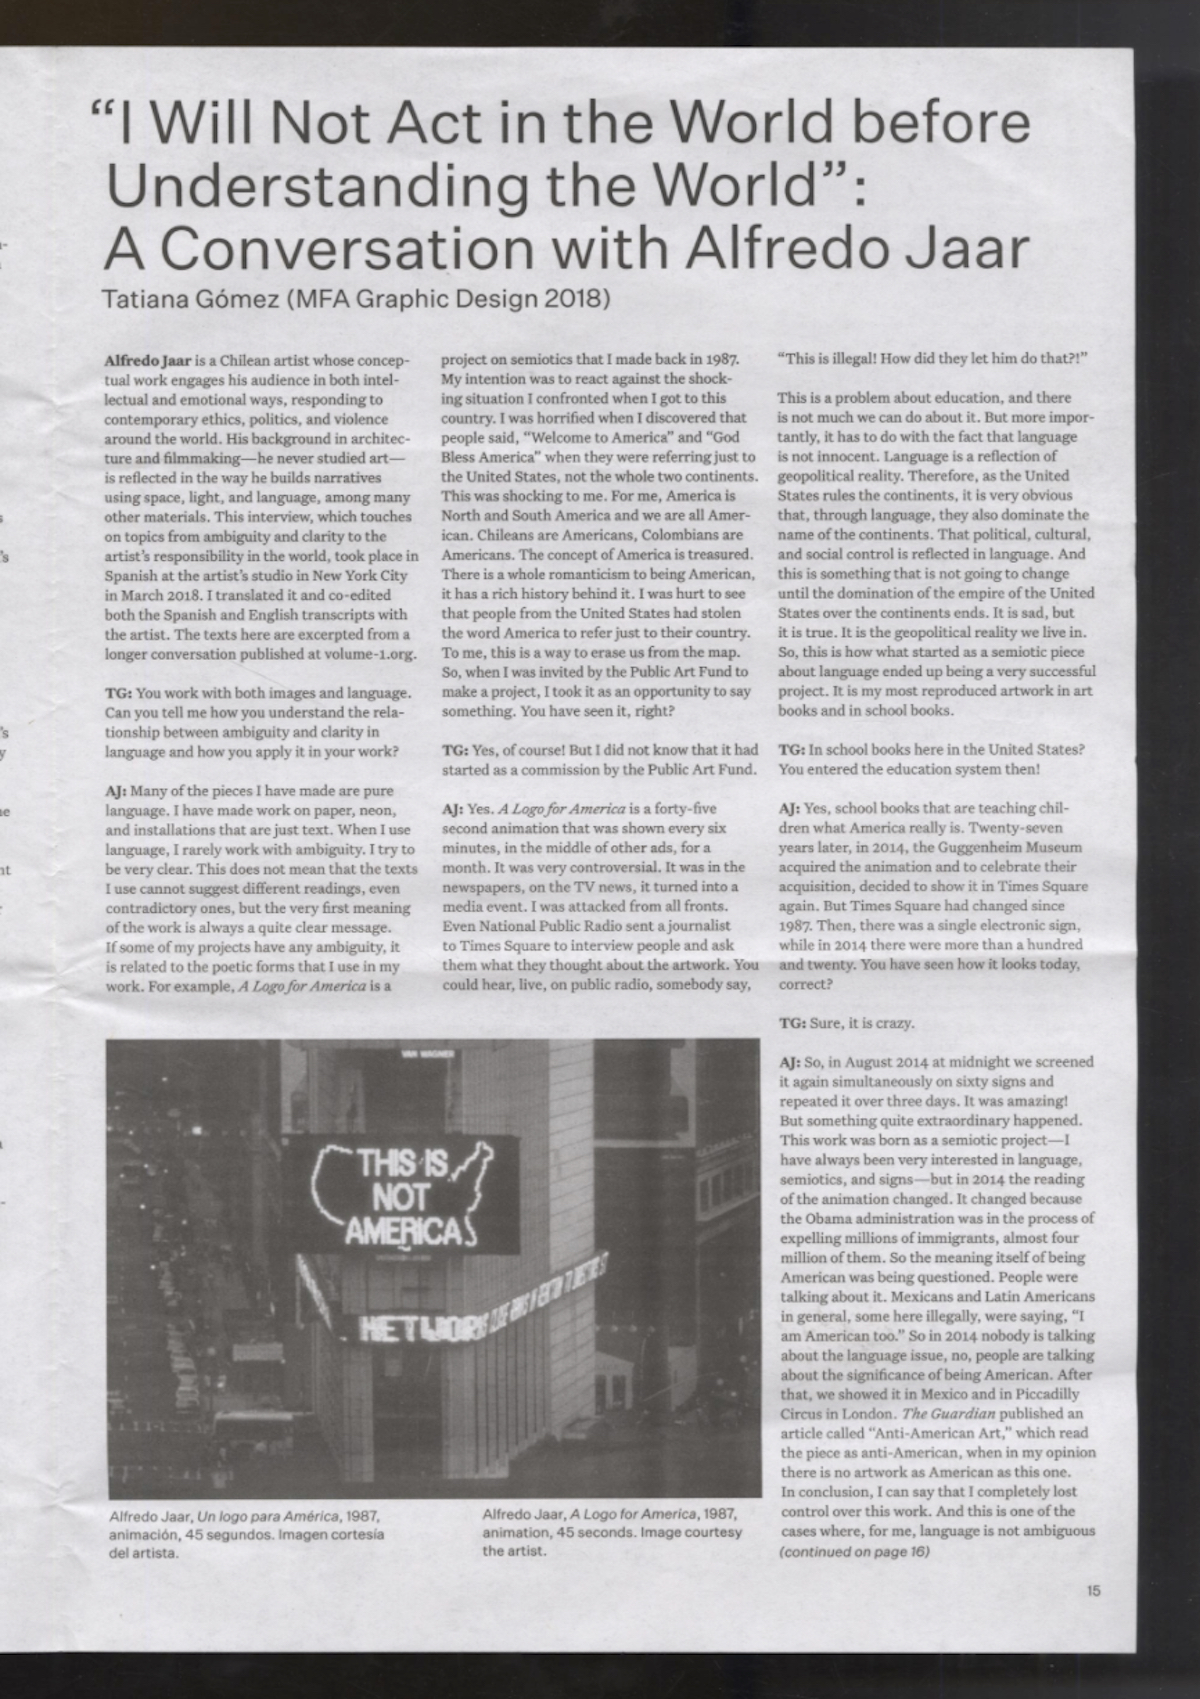 "I Will Not Act in the World before
Understanding the World":
A Conversation with Alfredo Jaar
Tatiana Gómez (MFA Graphic Design 2018)
Alfredo Jaar is a Chilean artist whose concep-
tual work engages his audience in both intel-
lectual and emotional ways, responding to
contemporary ethics, politics, and violence
around the world. His background in architec-
ture and filmmaking—he never studied art—
is reflected in the way he builds narratives
using space, light, and language, among many
other materials. This interview, which touches
on topics from ambiguity and clarity to the
artist's responsibility in the world, took place in
Spanish at the artist's studio in New York City
in March 2018. I translated it and co-edited
both the Spanish and English transcripts with
the artist. The texts here are excerpted from a
longer conversation published at volume-1.org.
TG: You work with both images and language.
Can you tell me how you understand the rela-
tionship between ambiguity and clarity in
language and how you apply it in your work?
AJ: Many of the pieces I have made are pure
language. I have made work on paper, neon,
and installations that are just text. When I use
language, I rarely work with ambiguity. I try to
be very clear. This does not mean that the texts
I use cannot suggest different readings, even
contradictory ones, but the very first meaning
of the work is always a quite clear message.
If some of my projects have any ambiguity, it
is related to the poetic forms that I use in my
work. For example, A Logo for America is a
project on semiotics that I made back in 1987.
My intention was to react against the shock-
ing situation I confronted when I got to this
country. I was horrified when I discovered that
people said, "Welcome to America" and "God
Bless America" when they were referring just to
the United States, not the whole two continents.
This was shocking to me. For me, America is
North and South America and we are all Amer-
ican. Chileans are Americans, Colombians are
Americans. The concept of America is treasured.
There is a whole romanticism to being American,
it has a rich history behind it. I was hurt to see
that people from the United States had stolen
the word America to refer just to their country.
To me, this is a way to erase us from the map.
So, when I was invited by the Public Art Fund to
make a project, I took it as an opportunity to say
something. You have seen it, right?
TG: Yes, of course! But I did not know that it had
started as a commission by the Public Art Fund.
AJ: Yes. A Logo for America is a forty-five
second animation that was shown every six
minutes, in the middle of other ads, for a
month. It was very controversial. It was in the
newspapers, on the TV news, it turned into a
media event. I was attacked from all fronts.
Even National Public Radio sent a journalist
to Times Square to interview people and ask
them what they thought about the artwork. You
could hear, live, on public radio, somebody say,
"This is illegal! How did they let him do that?!"
This is a problem about education, and there
is not much we can do about it. But more impor-
tantly, it has to do with the fact that language
is not innocent. Language is a reflection of
geopolitical reality. Therefore, as the United
States rules the continents, it is very obvious
that, through language, they also dominate the
name of the continents. That political, cultural,
and social control is reflected in language. And
this is something that is not going to change
until the domination of the empire of the United
States over the continents ends. It is sad, but
it is true. It is the geopolitical reality we live in.
So, this is how what started as a semiotic piece
about language ended up being a very successful
project. It is my most reproduced artwork in art
books and in school books.
TG: In school books here in the United States?
You entered the education system then!
AJ: Yes, school books that are teaching chil-
dren what America really is. Twenty-seven
years later, in 2014, the Guggenheim Museum
acquired the animation and to celebrate their
acquisition, decided to show it in Times Square
again. But Times Square had changed since
1987. Then, there was a single electronic sign,
while in 2014 there were more than a hundred
and twenty. You have seen how it looks today,
correct?
TG: Sure, it is crazy.
AJ: So, in August 2014 at midnight we screened
it again simultaneously on sixty signs and
repeated it over three days. It was amazing!
But something quite extraordinary happened.
This work was born as a semiotic project—I
have always been very interested in language,
semiotics, and signs—but in 2014 the reading
of the animation changed. It changed because
the Obama administration was in the process of
expelling millions of immigrants, almost four
million of them. So the meaning itself of being
American was being questioned. People were
talking about it. Mexicans and Latin Americans
in general, some here illegally, were saying, "I
am American too." So in 2014 nobody is talking
about the language issue, no, people are talking
about the significance of being American. After
that, we showed it in Mexico and in Piccadilly
Circus in London. The Guardian published an
article called "Anti-American Art," which read
the piece as anti-American, when in my opinion
there is no artwork as American as this one.
In conclusion, I can say that I completely lost
control over this work. And this is one of the
cases where, for me, language is not ambiguous
(continued on page 16)
VAN WAGNER
THIS IS
NOT
AMERICA
NETWORK
Alfredo Jaar, Un logo para América, 1987,
animación, 45 segundos. Imagen cortesía
del artista.
Alfredo Jaar, A Logo for America, 1987,
animation, 45 seconds. Image courtesy
the artist.
15